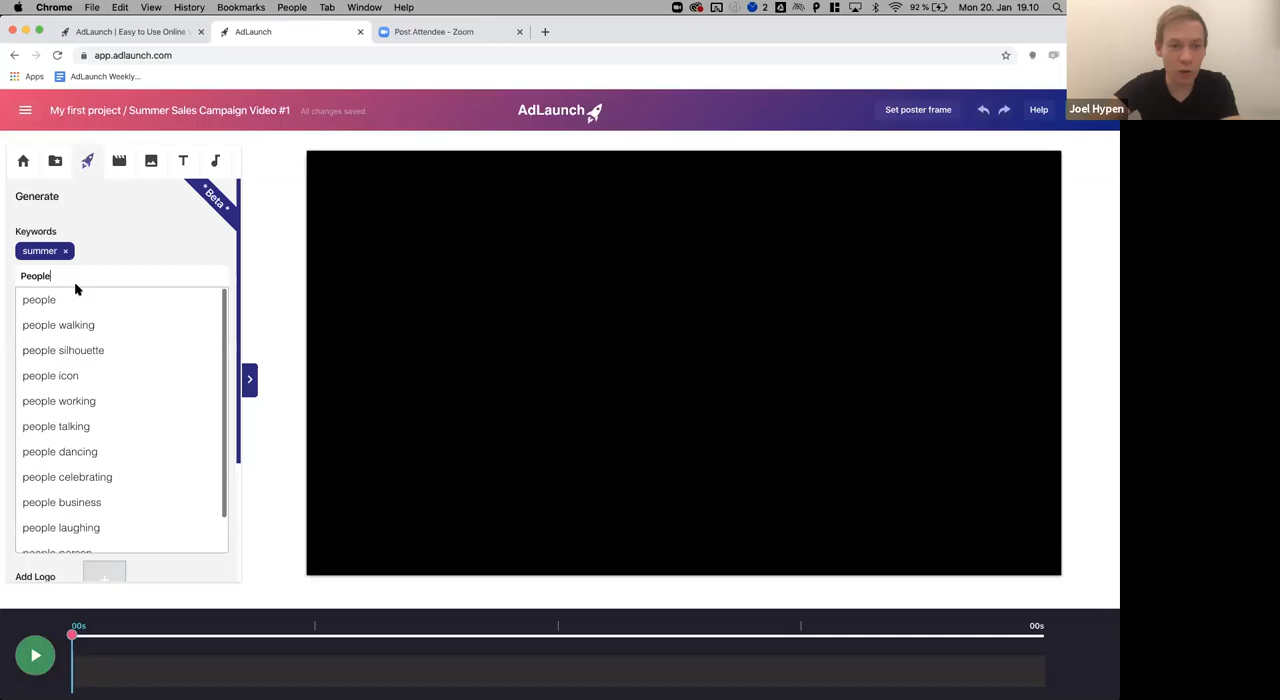 Chrome File Edit View History Bookmarks People Tab Window Help 2 92 % Mon 20. Jan 19.10
AdLaunch | Easy to Use Online AdLaunch Post Attendee - Zoom
app.adlaunch.com
Apps AdLaunch Weekly...
Joel Hypen
My first project / Summer Sales Campaign Video #1 All changes saved AdLaunch Set poster frame Help
Generate
* Beta *
Keywords
summer ×
People
people
people walking
people silhouette
people icon
people working
people talking
people dancing
people celebrating
people business
people laughing
people person
Add Logo +
00s 00s